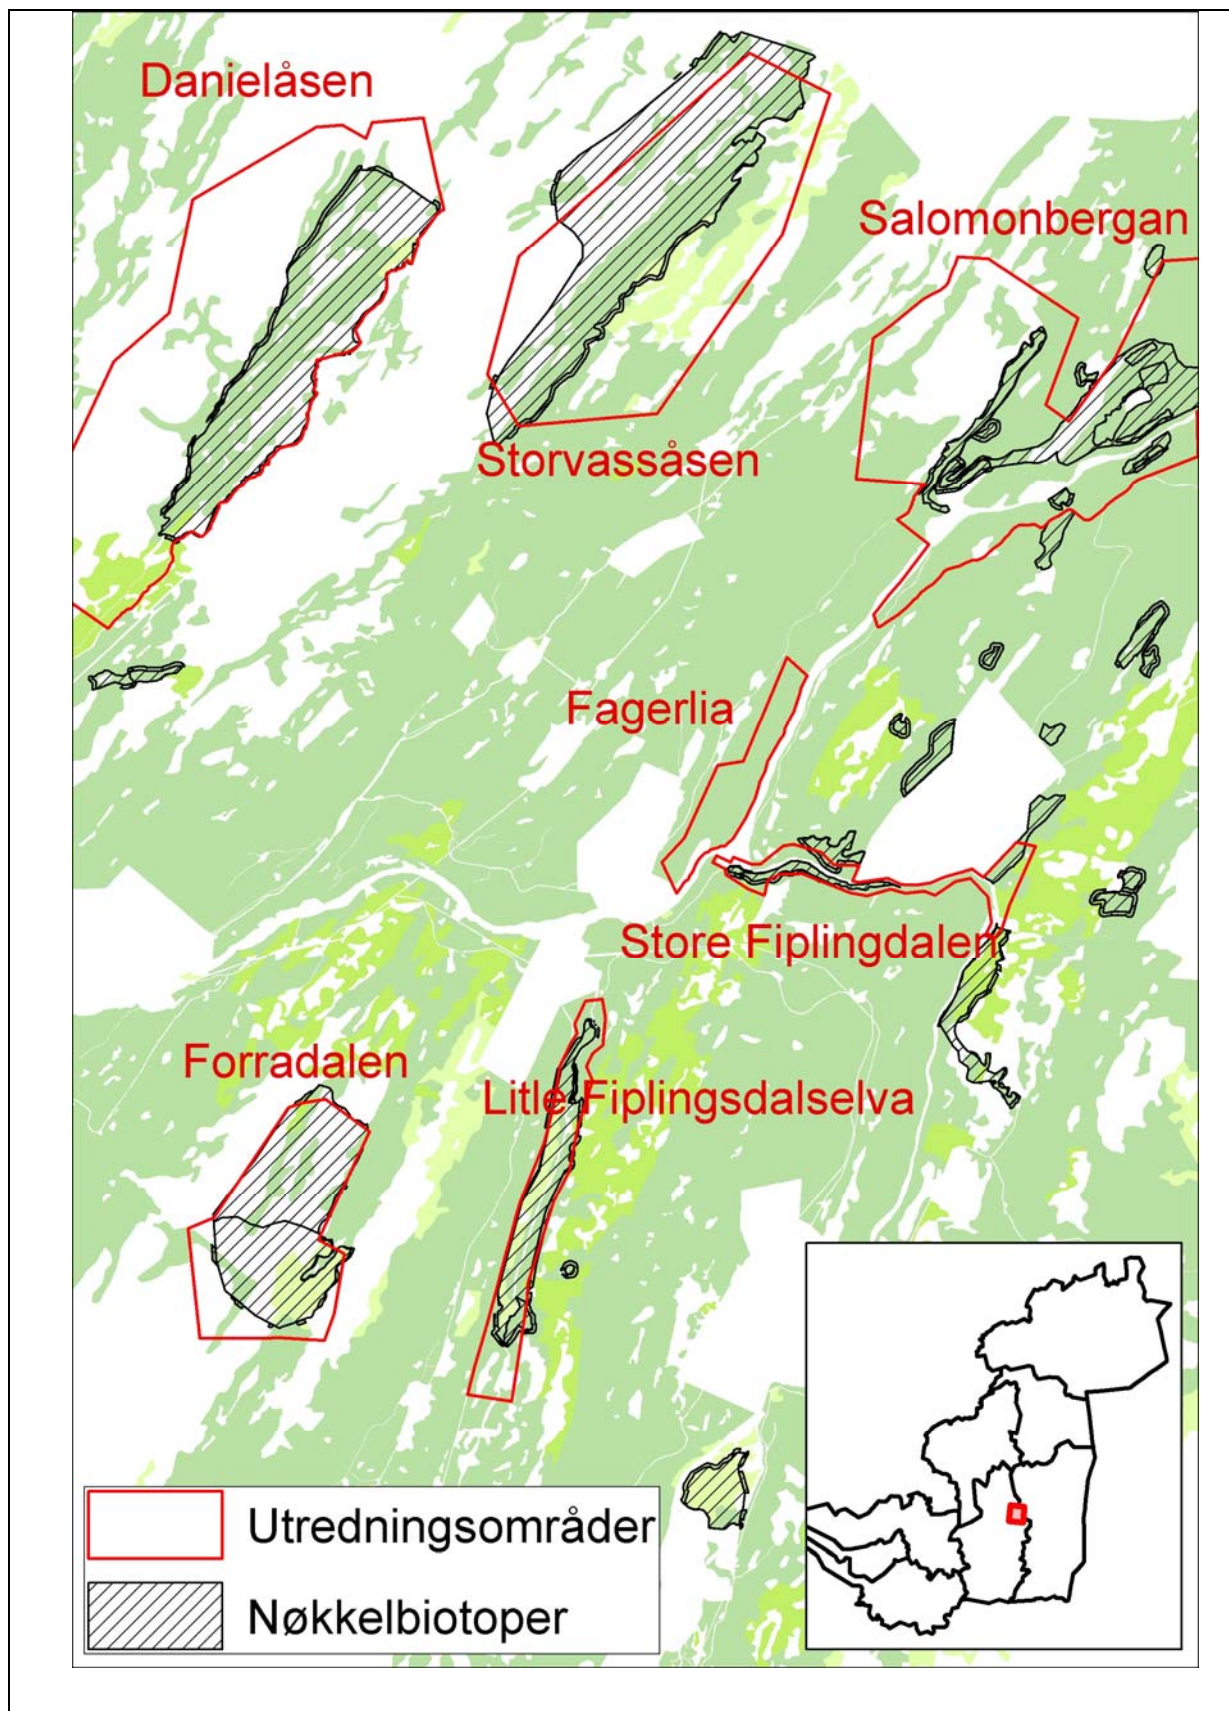 Danielåsen
Salomonbergan
Storvassåsen
Fagerlia
Store Fiplingdalen
Forradalen
Litle Fiplingsdalselva
Utredningsområder
Nøkkelbiotoper